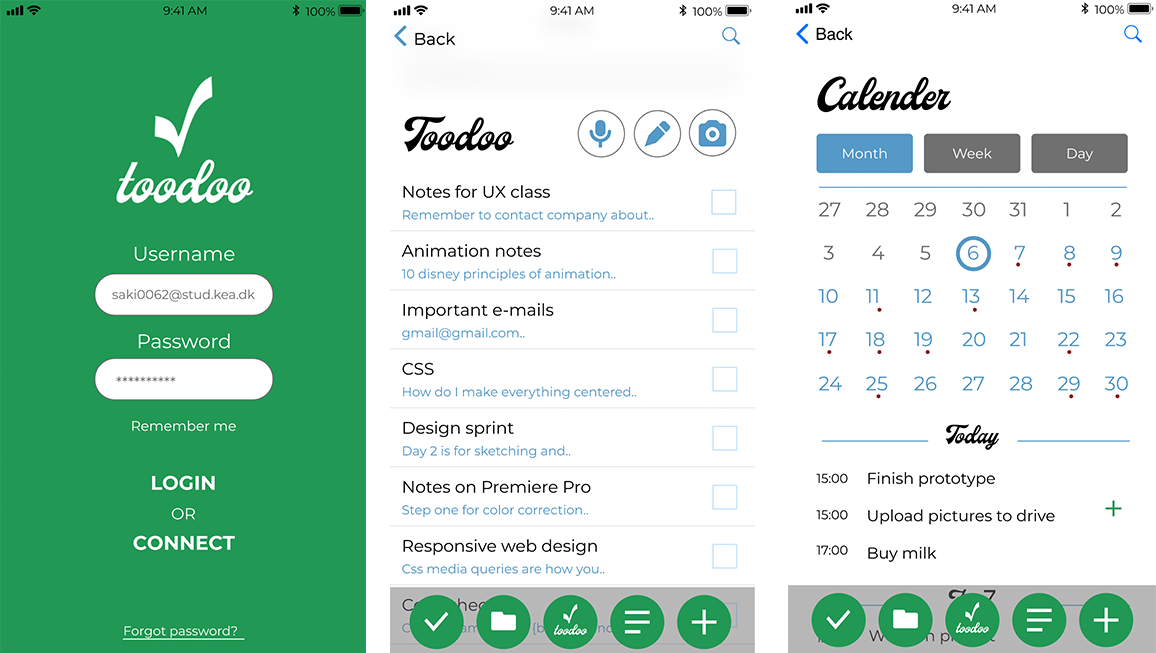 9:41 AM
100%
toodoo
Username
saki0062@stud.kea.dk
Password
**********
Remember me
LOGIN
OR
CONNECT
Forgot password?
9:41 AM
100%
Back
Toodoo
Notes for UX class
Remember to contact company about..
Animation notes
10 disney principles of animation..
Important e-mails
gmail@gmail.com..
CSS
How do I make everything centered..
Design sprint
Day 2 is for sketching and..
Notes on Premiere Pro
Step one for color correction..
Responsive web design
Css media queries are how you..
toodoo
9:41 AM
100%
Back
Calender
Month Week Day
27 28 29 30 31 1 2
3 4 5 6 7 8 9
10 11 12 13 14 15 16
17 18 19 20 21 22 23
24 25 26 27 28 29 30
Today
15:00 Finish prototype
15:00 Upload pictures to drive
17:00 Buy milk
toodoo